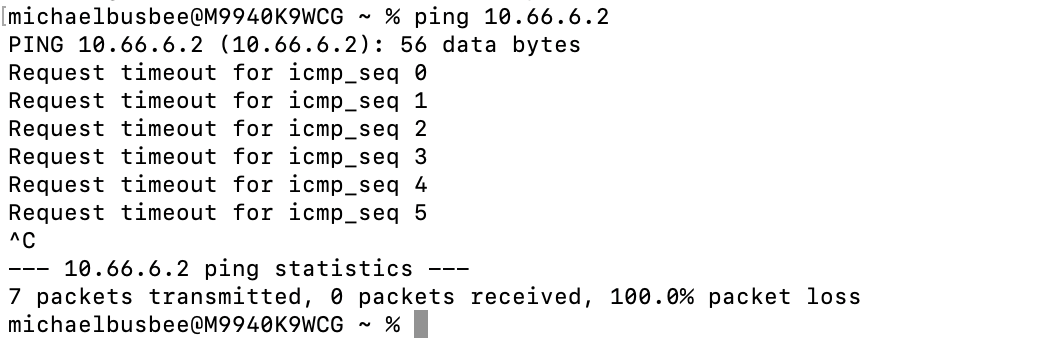 [michaelbusbee@M9940K9WCG ~ % ping 10.66.6.2
PING 10.66.6.2 (10.66.6.2): 56 data bytes
Request timeout for icmp_seq 0
Request timeout for icmp_seq 1
Request timeout for icmp_seq 2
Request timeout for icmp_seq 3
Request timeout for icmp_seq 4
Request timeout for icmp_seq 5
^C
--- 10.66.6.2 ping statistics ---
7 packets transmitted, 0 packets received, 100.0% packet loss
michaelbusbee@M9940K9WCG ~ %